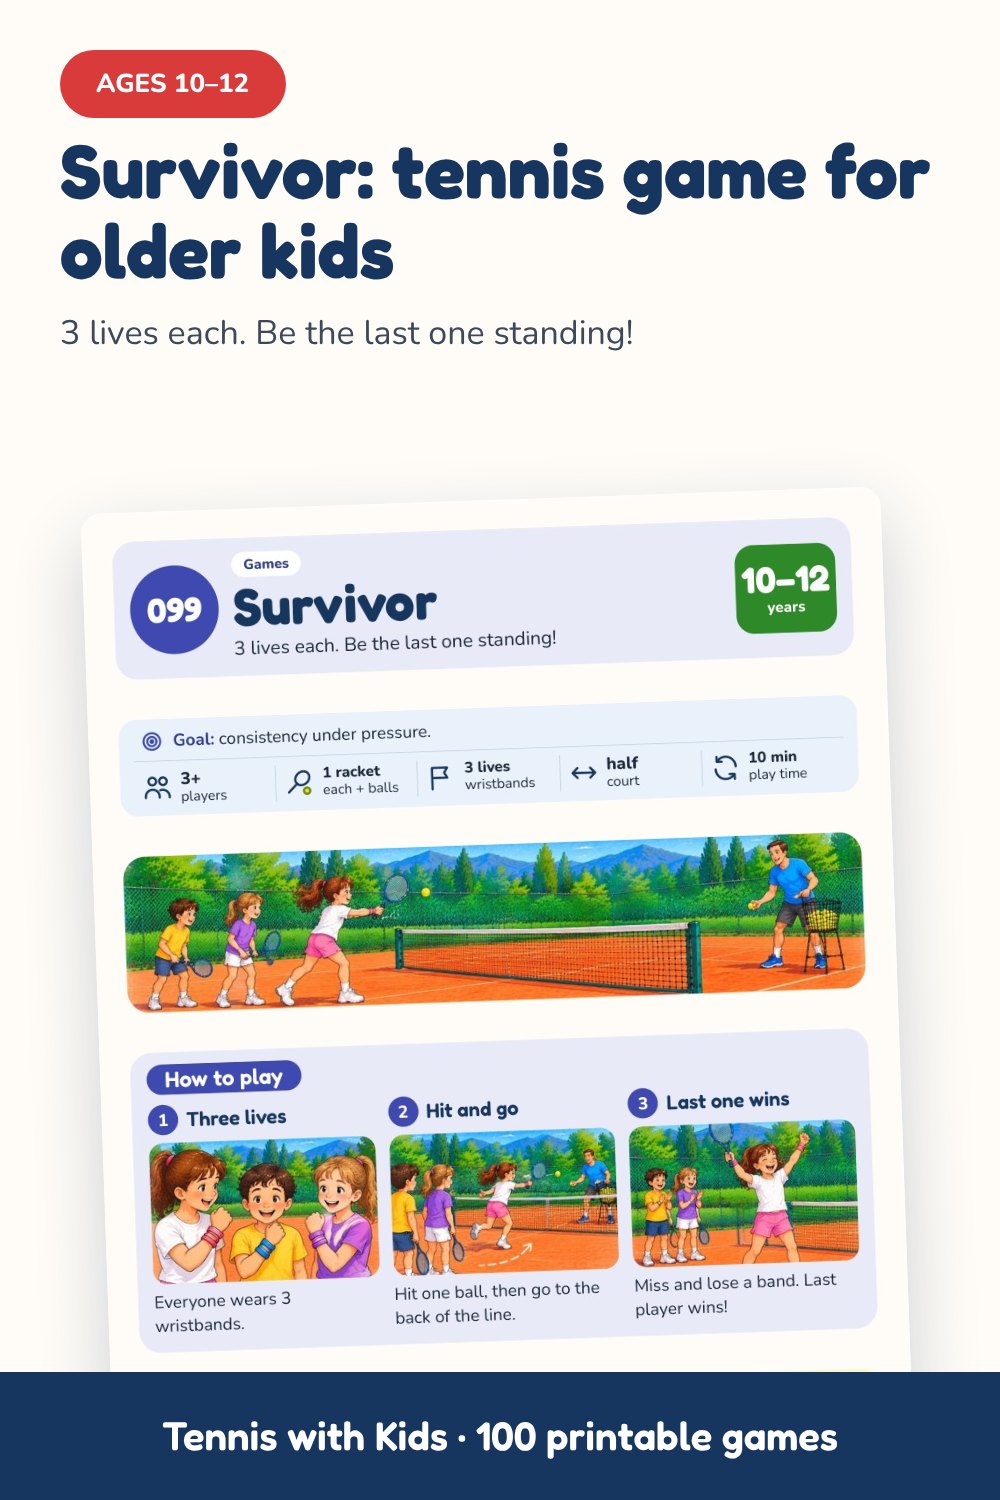 AGES 10–12
Survivor: tennis game for
older kids
3 lives each. Be the last one standing!
099
Games
Survivor
3 lives each. Be the last one standing!
10–12
years
Goal: consistency under pressure.
3+
players
1 racket
each + balls
3 lives
wristbands
half
court
10 min
play time
How to play
1 Three lives
Everyone wears 3
wristbands.
2 Hit and go
Hit one ball, then go to the
back of the line.
3 Last one wins
Miss and lose a band. Last
player wins!
Tennis with Kids · 100 printable games